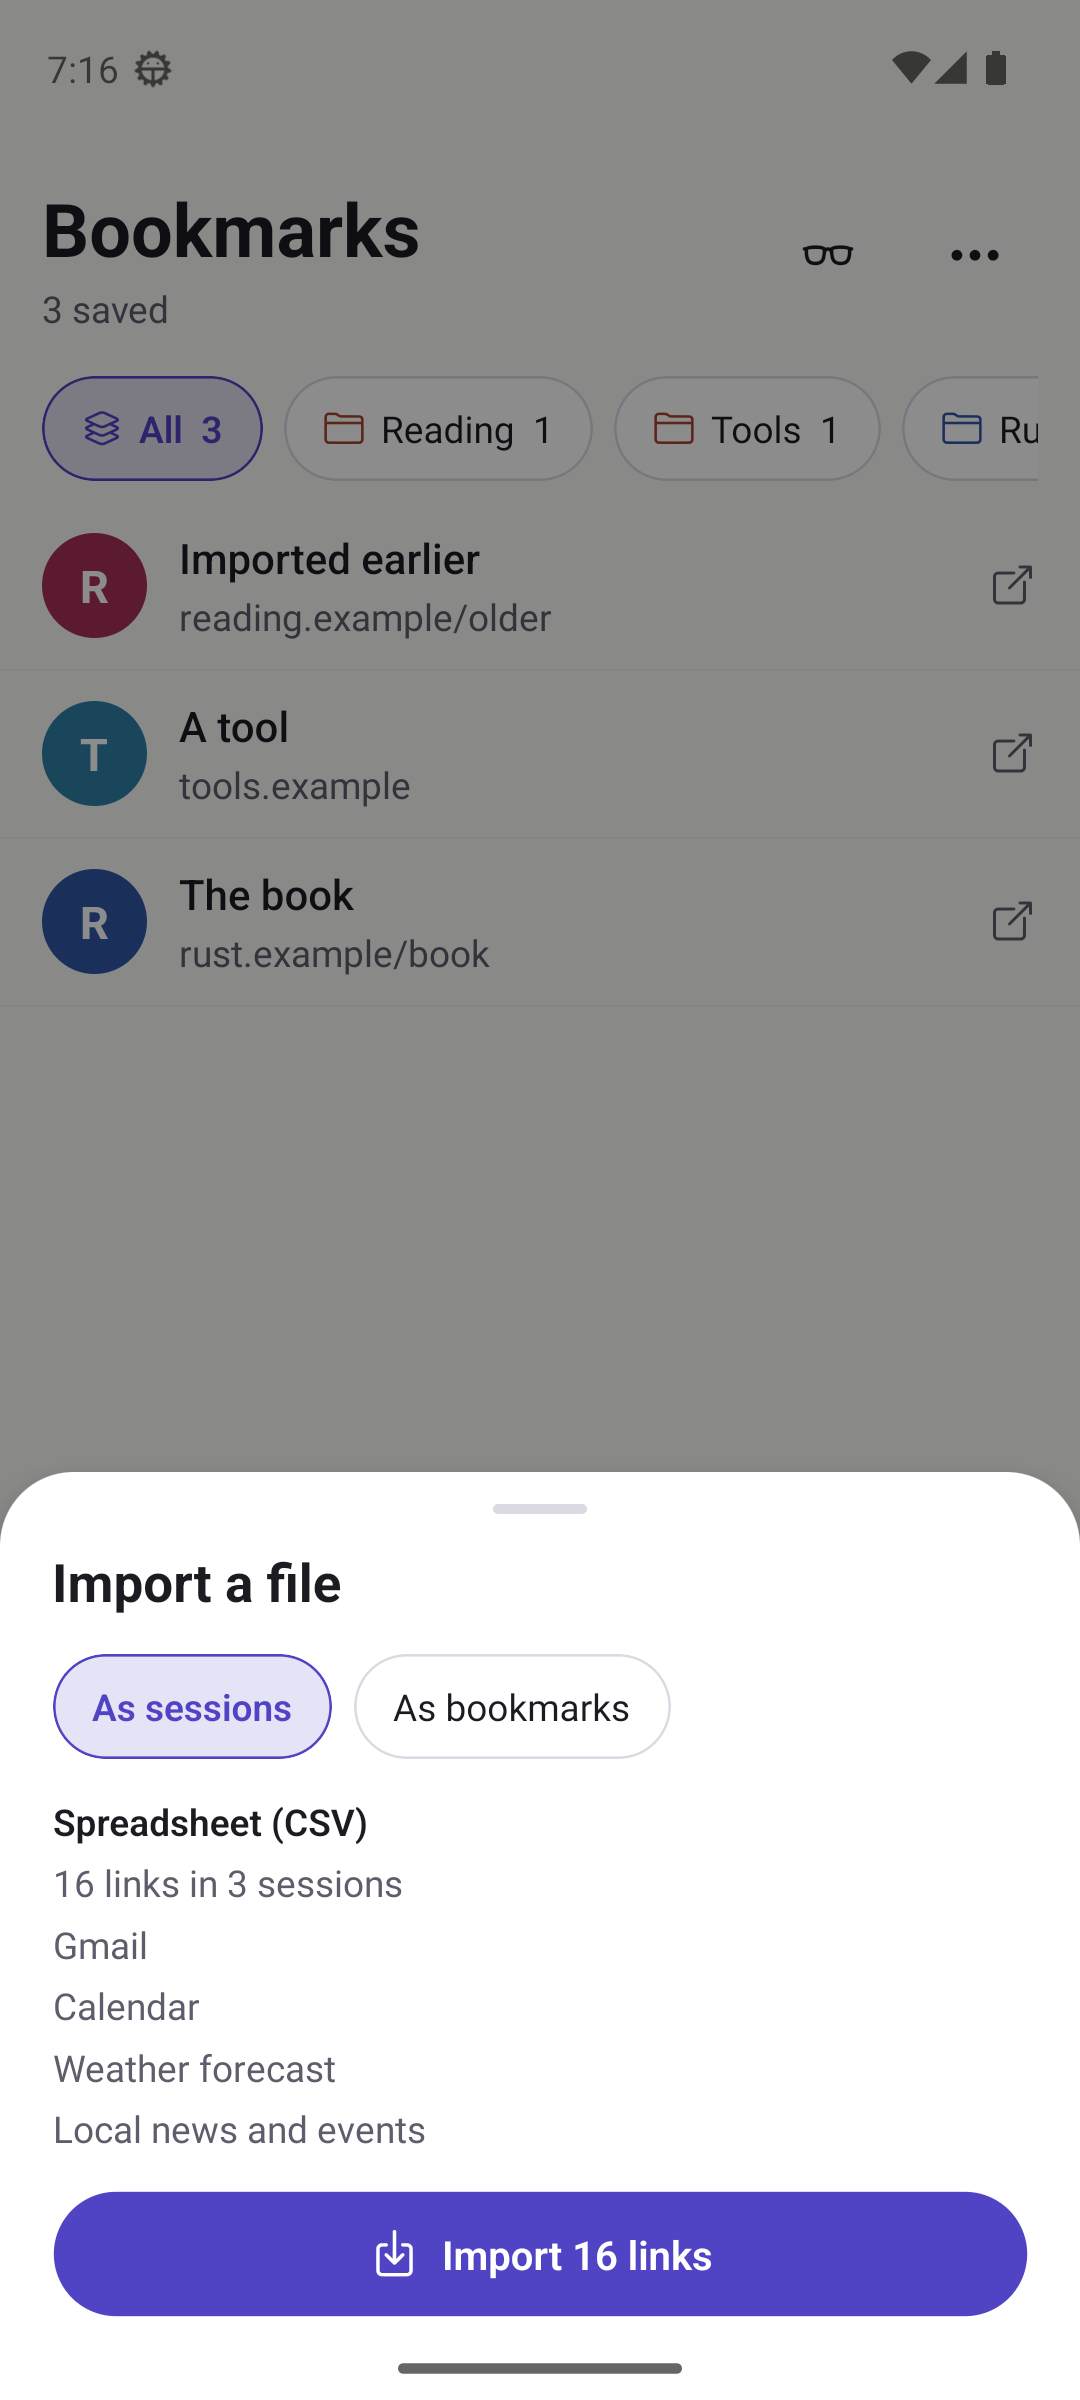 7:16
Bookmarks
3 saved
All 3
Reading 1
Tools 1
Ru
R
Imported earlier
reading.example/older
T
A tool
tools.example
R
The book
rust.example/book
Import a file
As sessions
As bookmarks
Spreadsheet (CSV)
16 links in 3 sessions
Gmail
Calendar
Weather forecast
Local news and events
Import 16 links